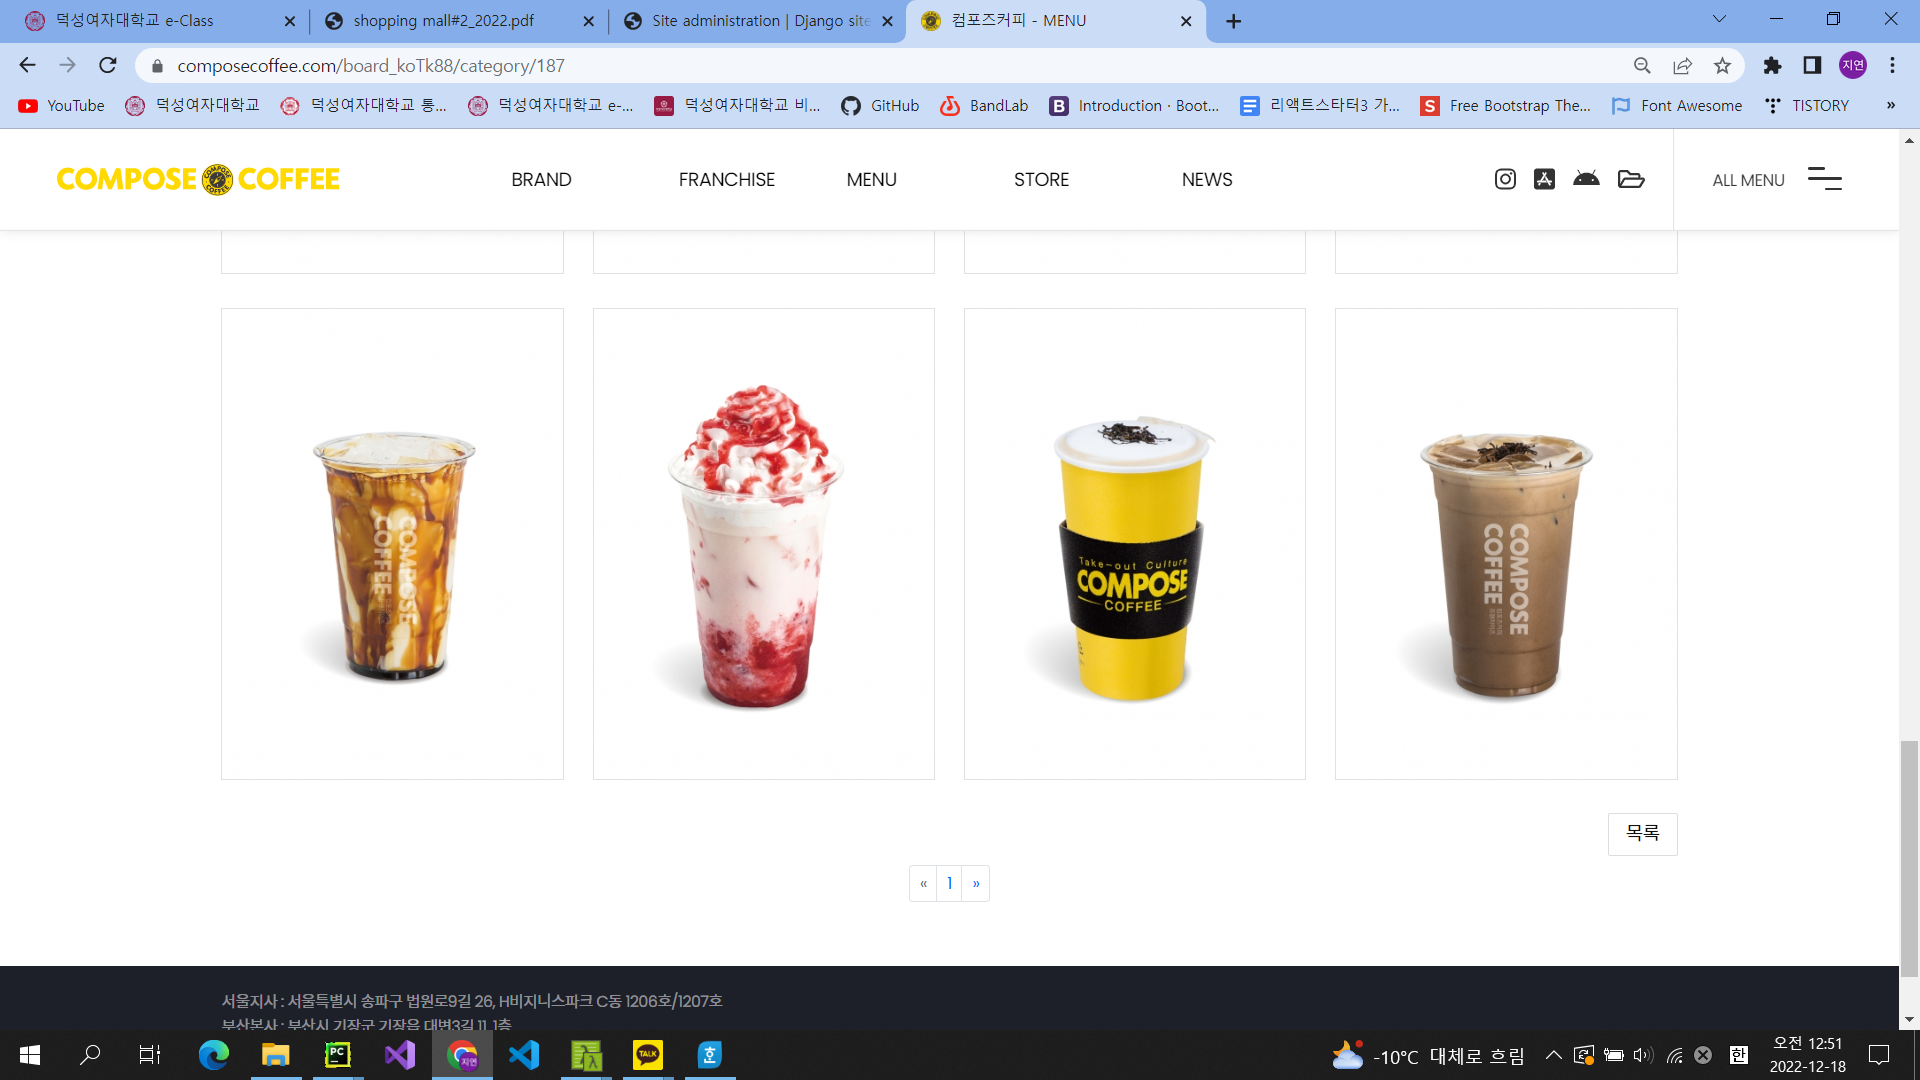 덕성여자대학교 e-Class
shopping mall#2_2022.pdf
Site administration | Django site
컴포즈커피 - MENU
composecoffee.com/board_koTk88/category/187
지연
YouTube
덕성여자대학교
덕성여자대학교 통...
덕성여자대학교 e-...
덕성여자대학교 비...
GitHub
BandLab
Introduction · Boot...
리액트스타터3 가...
Free Bootstrap The...
Font Awesome
TISTORY
»
COMPOSE COFFEE
BRAND
FRANCHISE
MENU
STORE
NEWS
ALL MENU
COMPOSE
COFFEE
Take-out Culture
COMPOSE
COFFEE
COMPOSE
COFFEE
목록
« 1 »
서울지사 : 서울특별시 송파구 법원로9길 26, H비지니스파크 C동 1206호/1207호
부산본사 : 부산시 기장군 기장읍 대변3길 11, 1층
-10°C 대체로 흐림
한
오전 12:51
2022-12-18